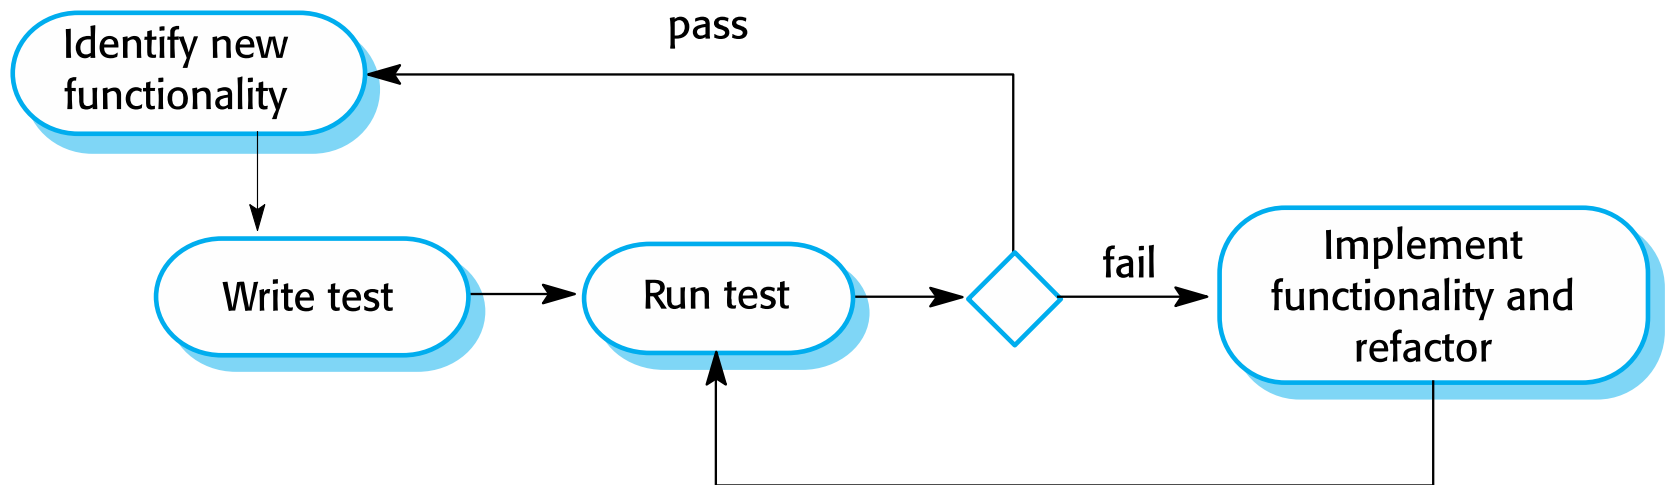 Identify new
functionality
pass
Write test
Run test
fail
Implement
functionality and
refactor